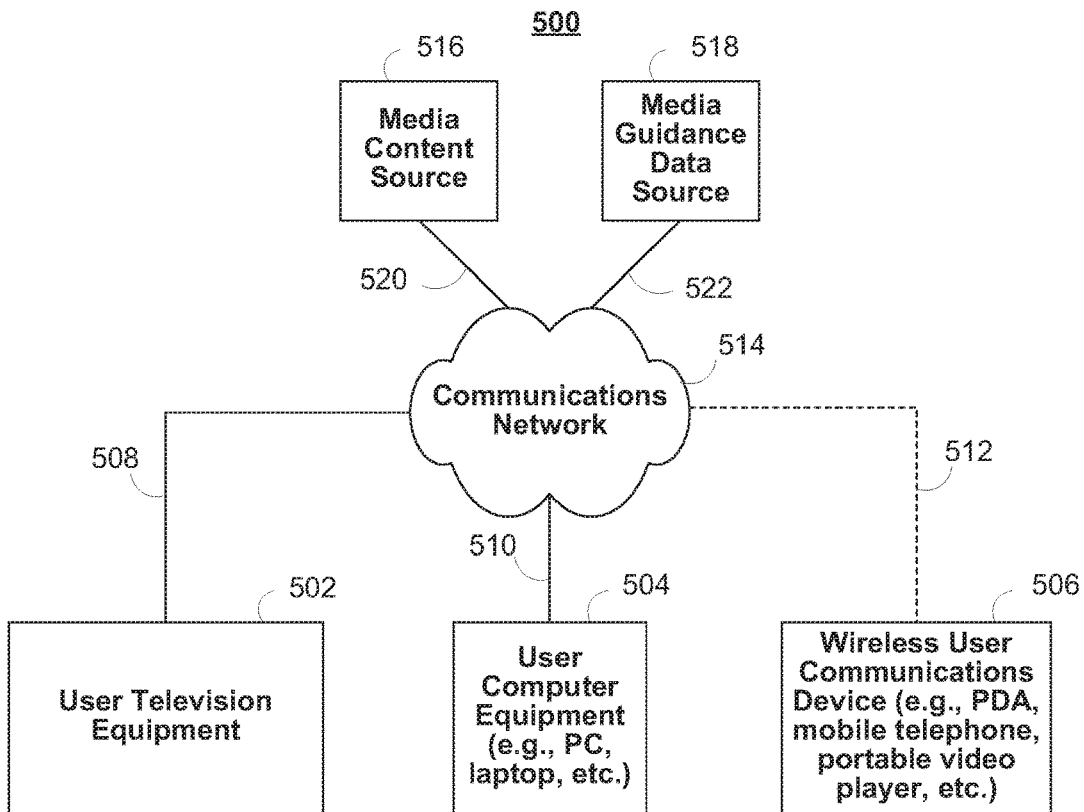 500
516
518
Media
Content
Source
Media
Guidance
Data
Source
520
522
514
Communications
Network
508
512
510
502
504
506
User Television
Equipment
User
Computer
Equipment
(e.g., PC,
laptop, etc.)
Wireless User
Communications
Device (e.g., PDA,
mobile telephone,
portable video
player, etc.)